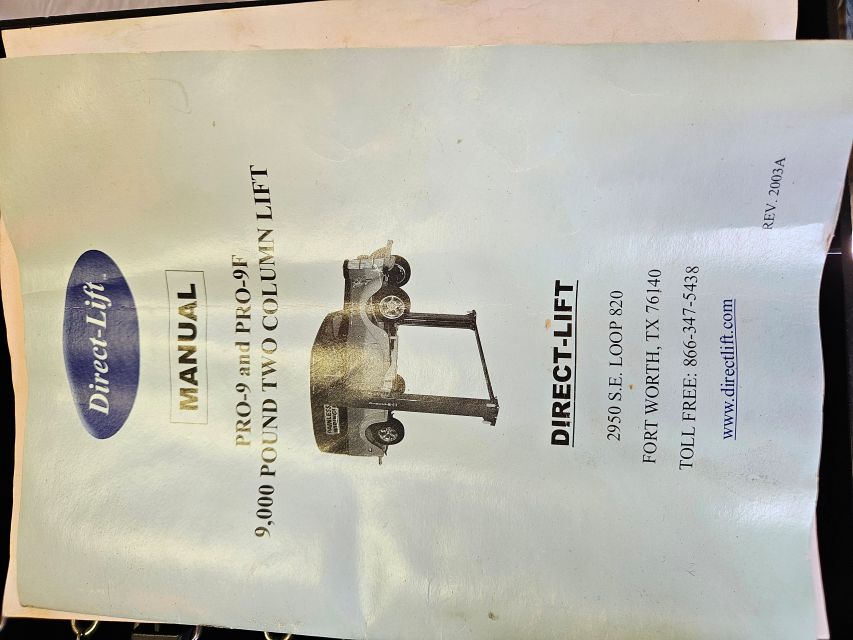 Direct-Lift
MANUAL
PRO-9 and PRO-9F
9,000 POUND TWO COLUMN LIFT
DIRECT-LIFT
2950 S.E. LOOP 820
FORT WORTH, TX 76140
TOLL FREE: 866-347-5438
www.directlift.com
REV. 2003A